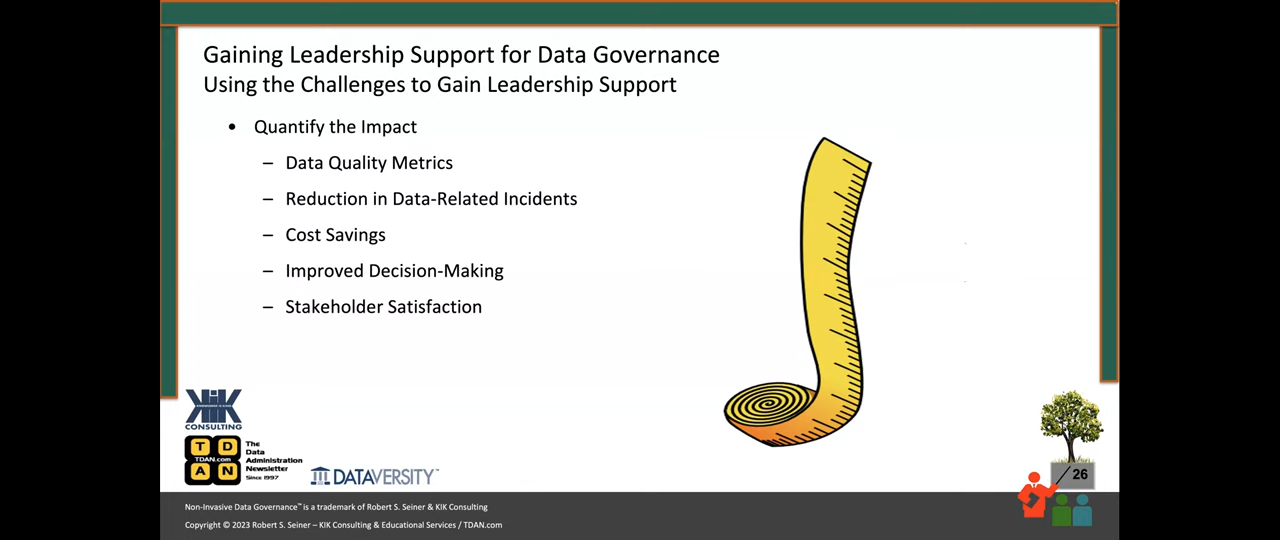 Gaining Leadership Support for Data Governance
Using the Challenges to Gain Leadership Support
• Quantify the Impact
– Data Quality Metrics
– Reduction in Data-Related Incidents
– Cost Savings
– Improved Decision-Making
– Stakeholder Satisfaction
KIK
CONSULTING
T D
TDAN.com
A N
The
Data
Administration
Newsletter
Since 1997
DATAVERSITY™
26
Non-Invasive Data Governance™ is a trademark of Robert S. Seiner & KIK Consulting
Copyright © 2023 Robert S. Seiner – KIK Consulting & Educational Services / TDAN.com